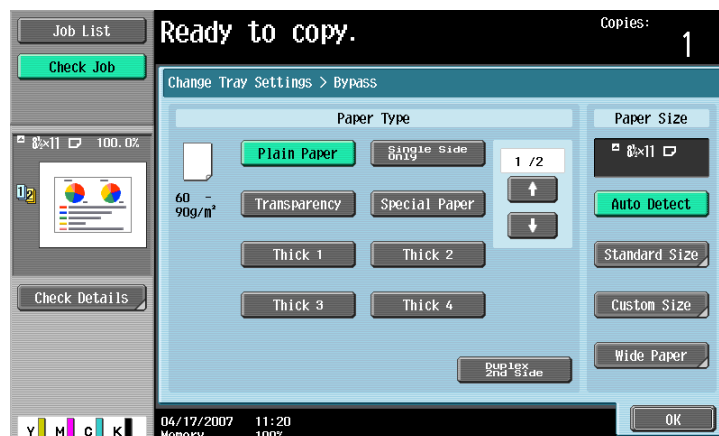 Job List
Check Job
8½×11 100.0%
1 2
Check Details
Y M C K
Ready to copy.
Copies:
1
Change Tray Settings > Bypass
Paper Type
60 -
90g/m²
Plain Paper
Single Side
Only
Transparency
Special Paper
Thick 1
Thick 2
Thick 3
Thick 4
1 /2
Duplex
2nd Side
Paper Size
8½×11
Auto Detect
Standard Size
Custom Size
Wide Paper
04/17/2007 11:20
Memory 100%
OK